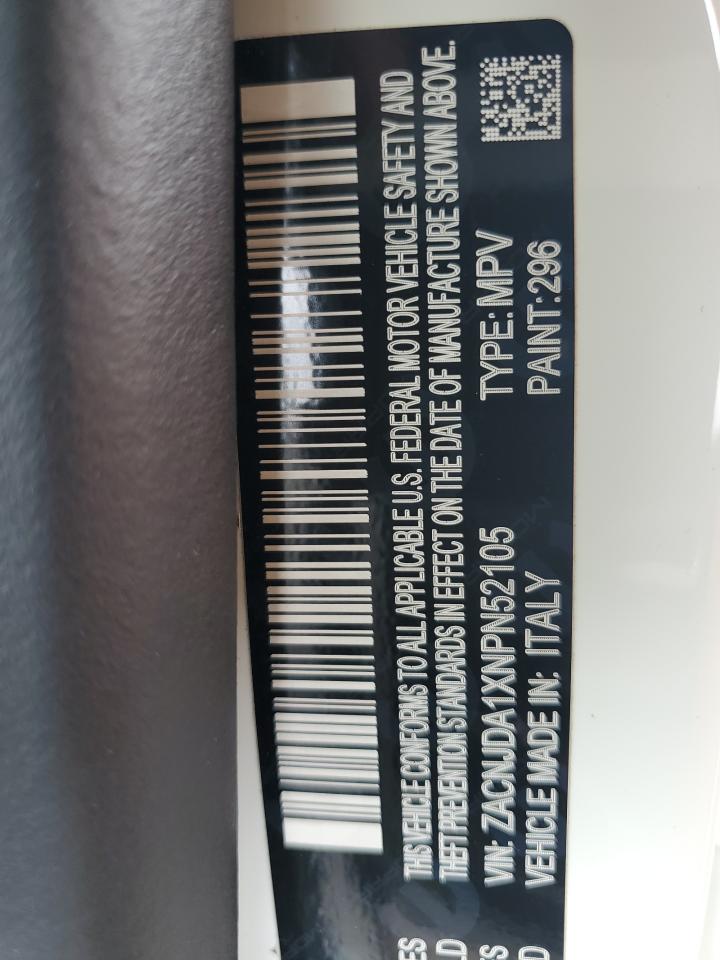 THIS VEHICLE CONFORMS TO ALL APPLICABLE U.S. FEDERAL MOTOR VEHICLE SAFETY AND
THEFT PREVENTION STANDARDS IN EFFECT ON THE DATE OF MANUFACTURE SHOWN ABOVE.
VIN: ZACNJDA1XNPN52105 TYPE: MPV
VEHICLE MADE IN: ITALY PAINT:296